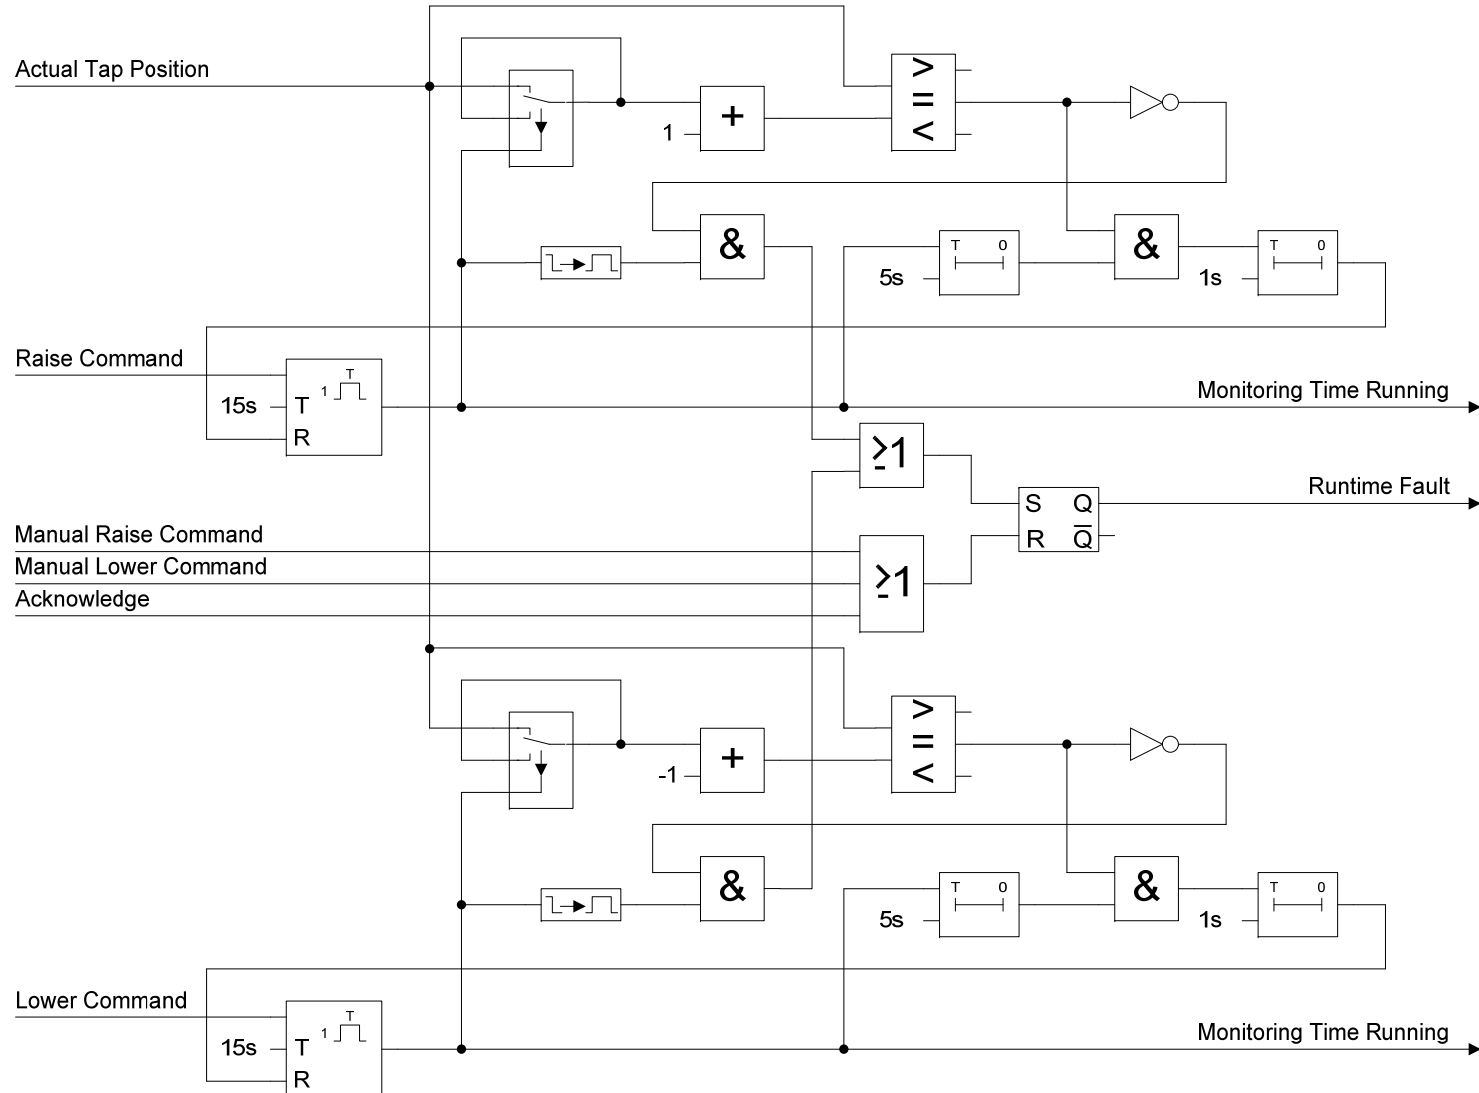 Actual Tap Position
>
=
<
+
1
&
T 0
5s
&
T 0
1s
Raise Command
T
1
15s T
R
Monitoring Time Running
≥1
Runtime Fault
S Q
R Q̅
Manual Raise Command
Manual Lower Command
≥1
Acknowledge
>
=
<
+
-1
&
T 0
5s
&
T 0
1s
Lower Command
T
1
15s T
R
Monitoring Time Running